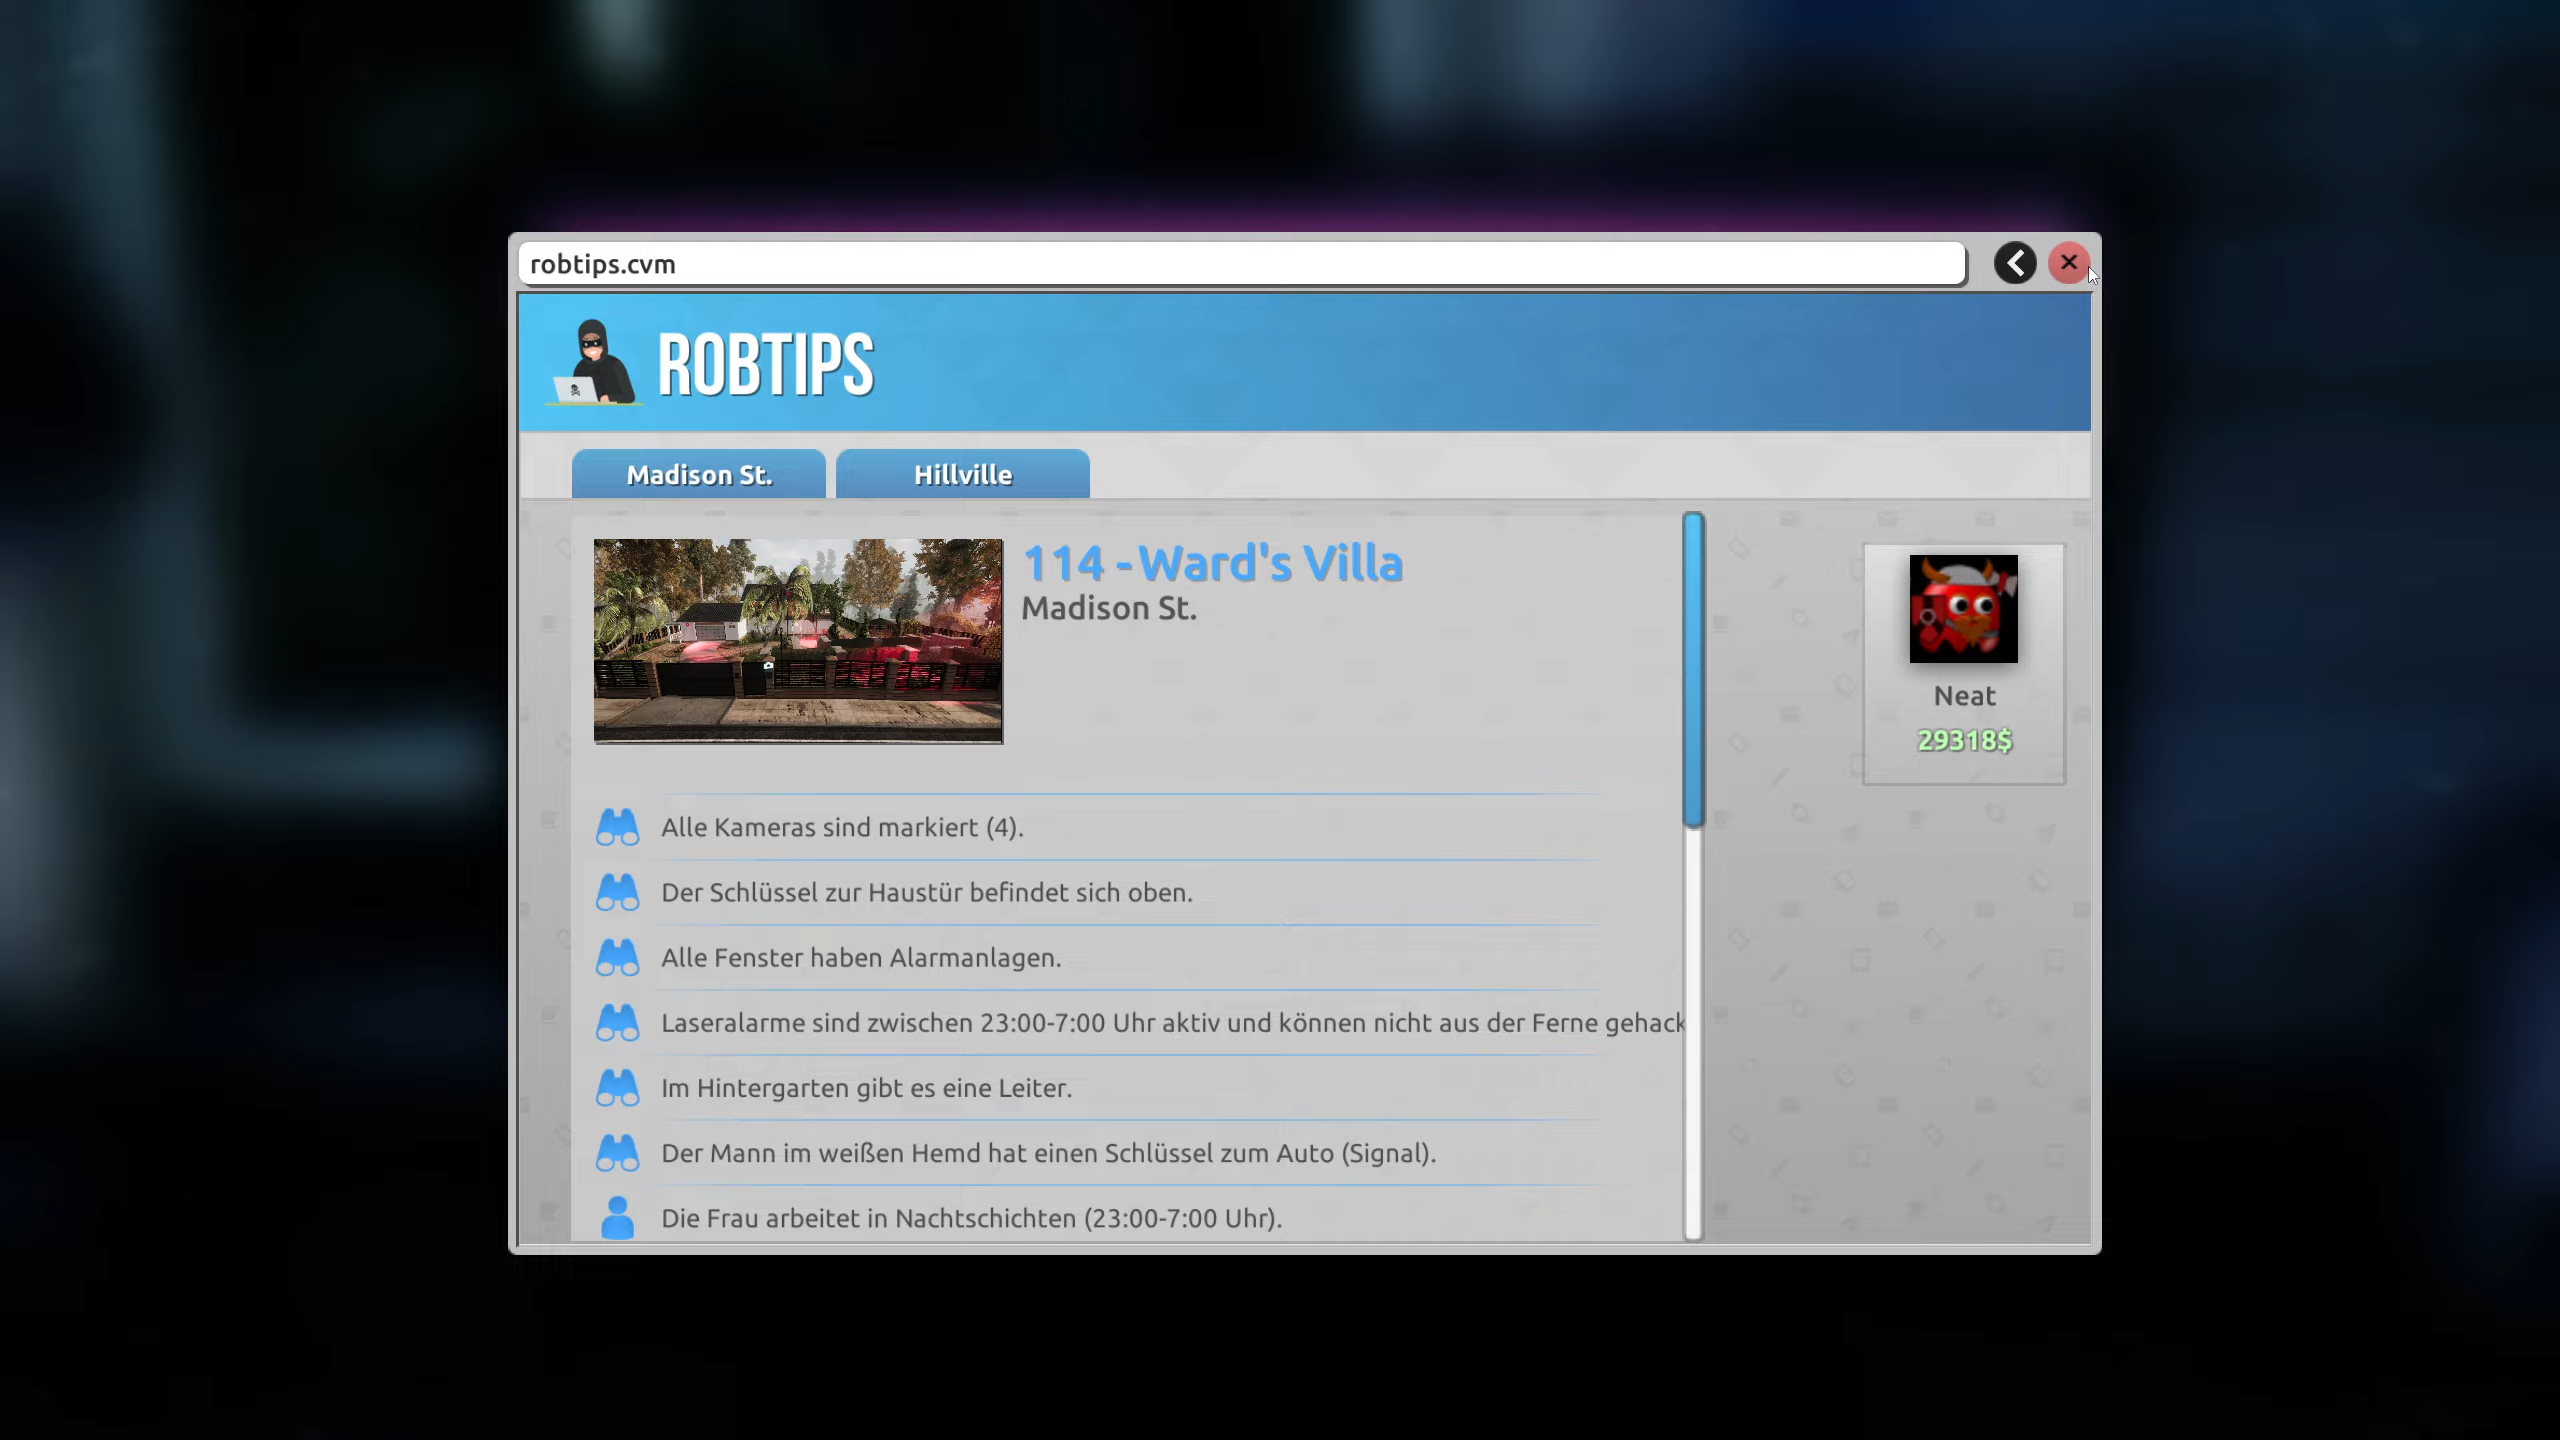 robtips.cvm
ROBTIPS
Madison St.
Hillville
114 - Ward's Villa
Madison St.
Neat
29318$
Alle Kameras sind markiert (4).
Der Schlüssel zur Haustür befindet sich oben.
Alle Fenster haben Alarmanlagen.
Laseralarme sind zwischen 23:00-7:00 Uhr aktiv und können nicht aus der Ferne gehack
Im Hintergarten gibt es eine Leiter.
Der Mann im weißen Hemd hat einen Schlüssel zum Auto (Signal).
Die Frau arbeitet in Nachtschichten (23:00-7:00 Uhr).